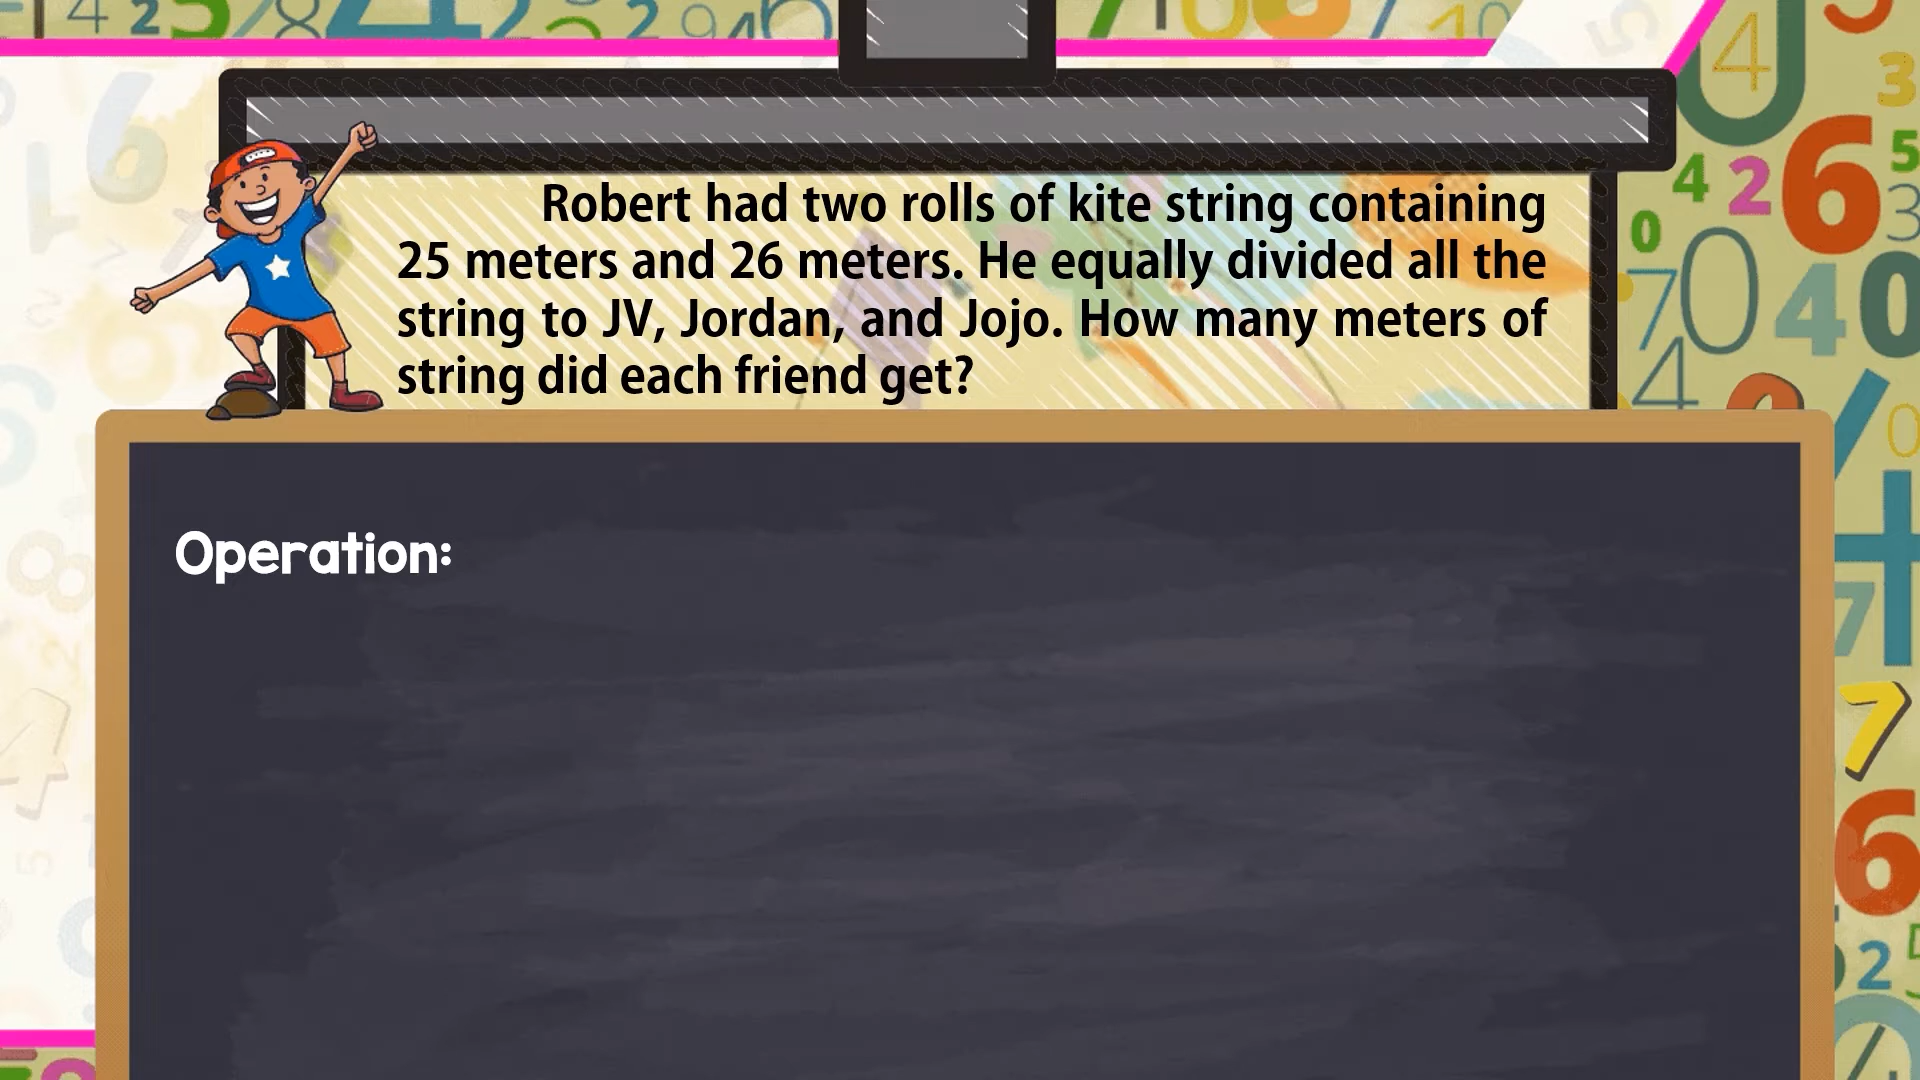 Robert had two rolls of kite string containing
25 meters and 26 meters. He equally divided all the
string to JV, Jordan, and Jojo. How many meters of
string did each friend get?
Operation: